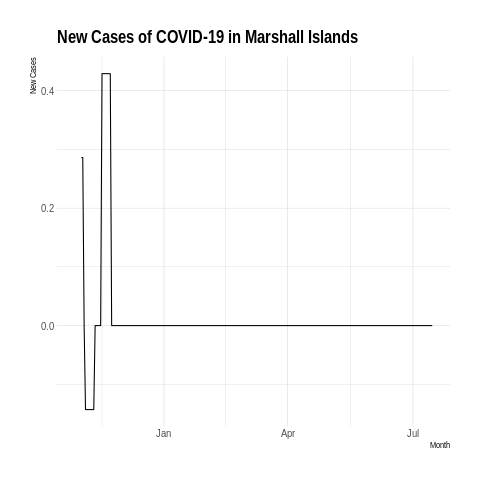 New Cases of COVID-19 in Marshall Islands
New Cases
0.4
0.2
0.0
Jan
Apr
Jul
Month